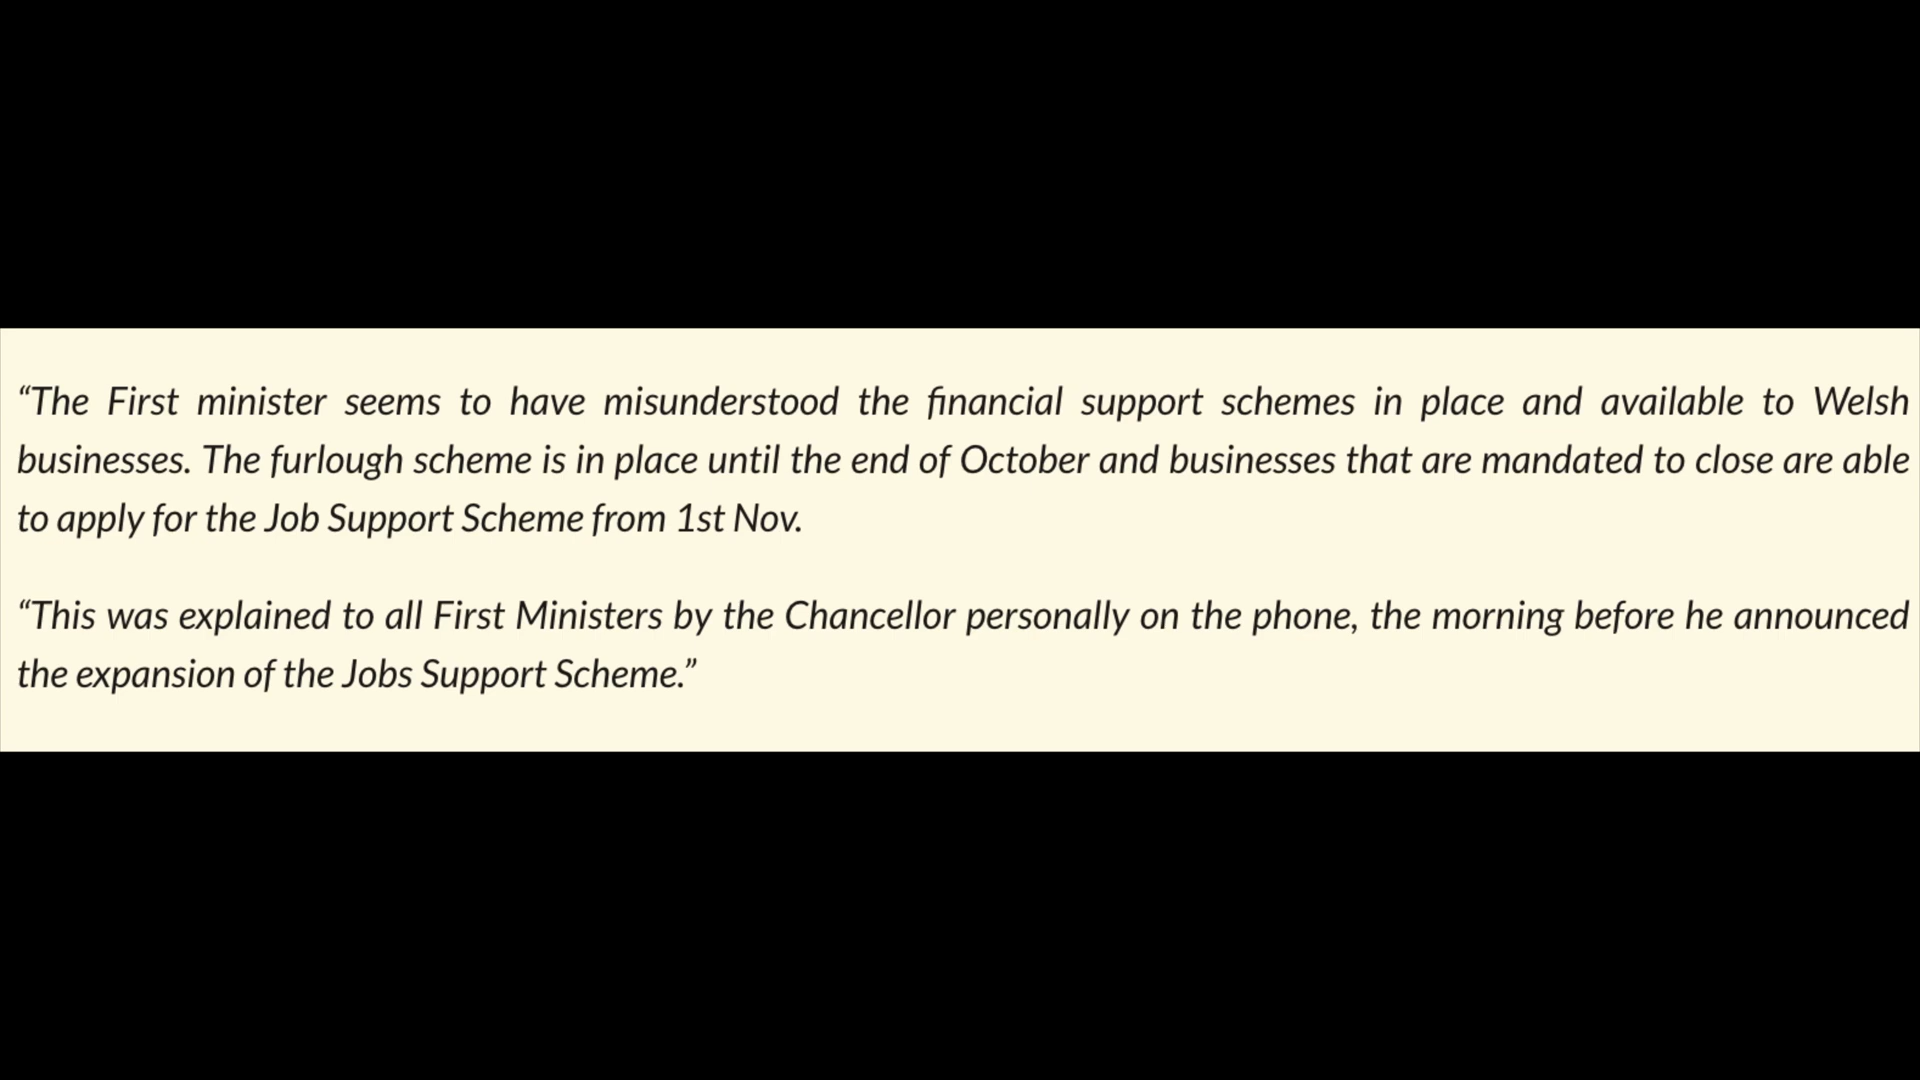 “The First minister seems to have misunderstood the financial support schemes in place and available to Welsh
businesses. The furlough scheme is in place until the end of October and businesses that are mandated to close are able
to apply for the Job Support Scheme from 1st Nov.
“This was explained to all First Ministers by the Chancellor personally on the phone, the morning before he announced
the expansion of the Jobs Support Scheme.”